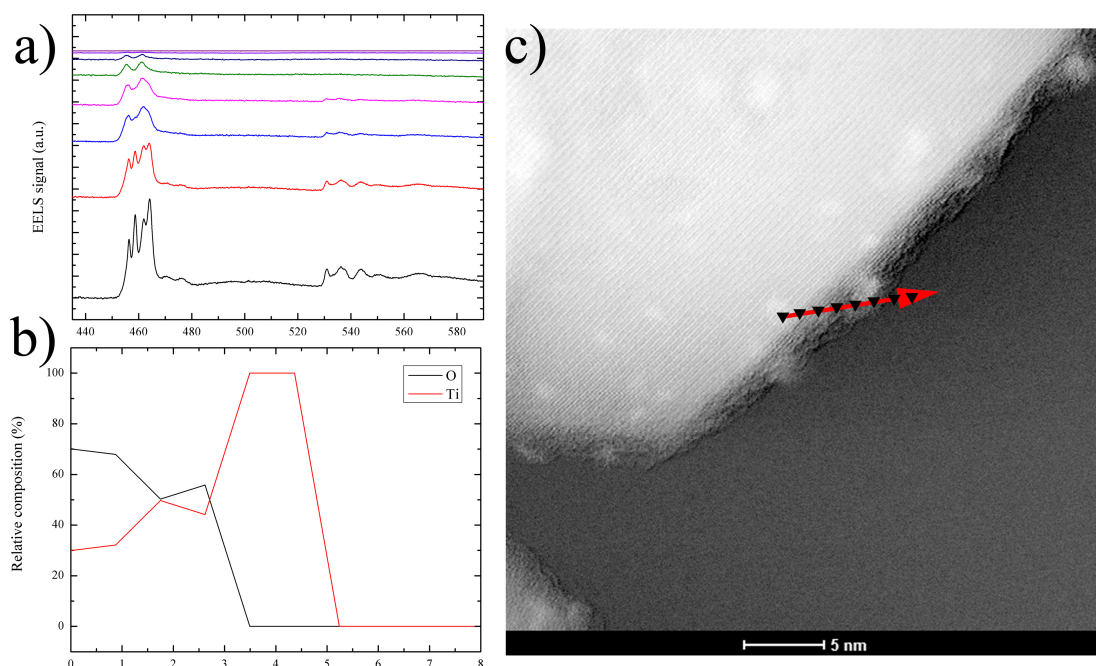 a)
EELS signal (a.u.)
440 460 480 500 520 540 560 580
b)
Relative composition (%)
100
80
60
40
20
0
O
Ti
0 1 2 3 4 5 6 7 8
c)
5 nm